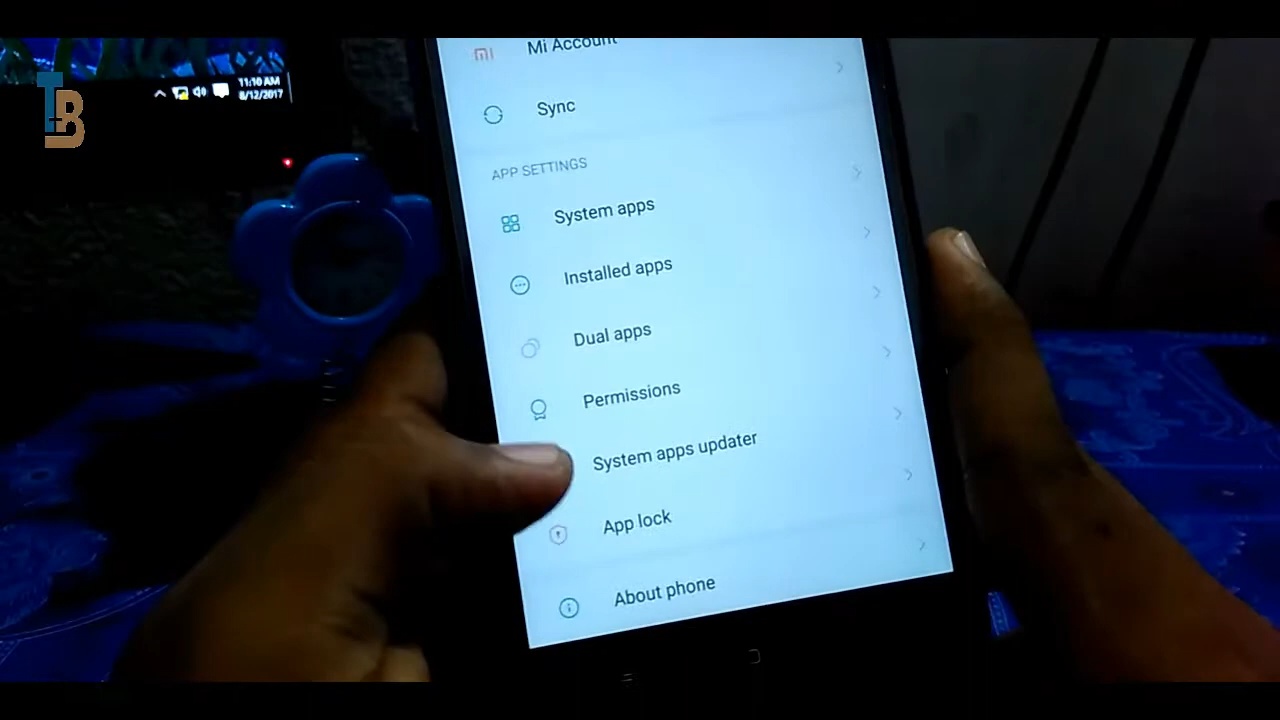 TB
11:10 AM
8/12/2017
Mi Account
Sync
APP SETTINGS
System apps
Installed apps
Dual apps
Permissions
System apps updater
App lock
About phone